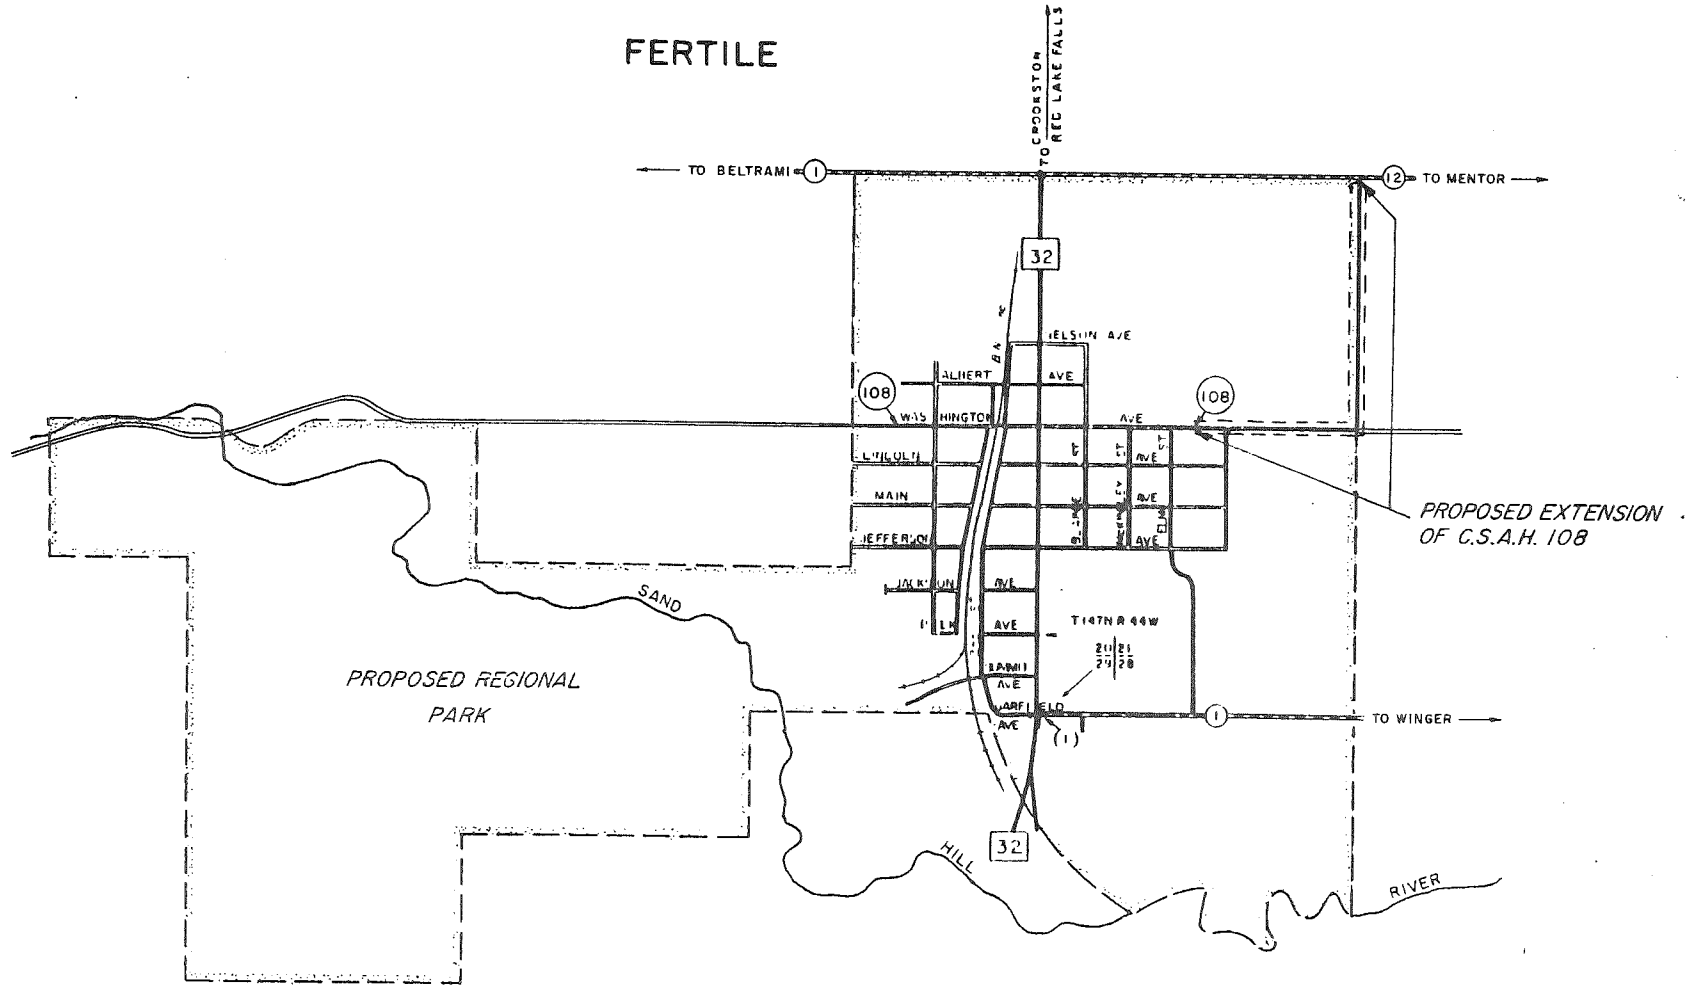 FERTILE
TO CROOKSTON
RED LAKE FALLS
TO BELTRAMI
1
12
TO MENTOR
32
AVE
ALBERT
AVE
108
108
WASHINGTON
AVE
LINCOLN
AVE
ST
ST
ST
MAIN
AVE
ELM
JEFFERSON
AVE
PROPOSED EXTENSION
OF C.S.A.H. 108
JACKSON
AVE
SAND
AVE
T147N R 44W
20|21
29|28
PROPOSED REGIONAL
PARK
AVE
GARFIELD
AVE
(1)
1
TO WINGER
32
HILL
RIVER